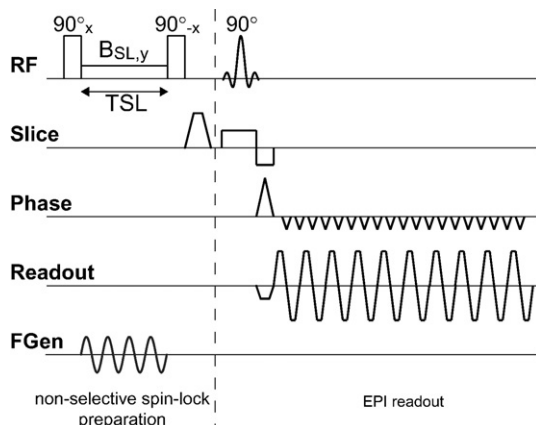 90°x 90°-x 90°
BSL,y
RF
TSL
Slice
Phase
Readout
FGen
non-selective spin-lock
preparation
EPI readout